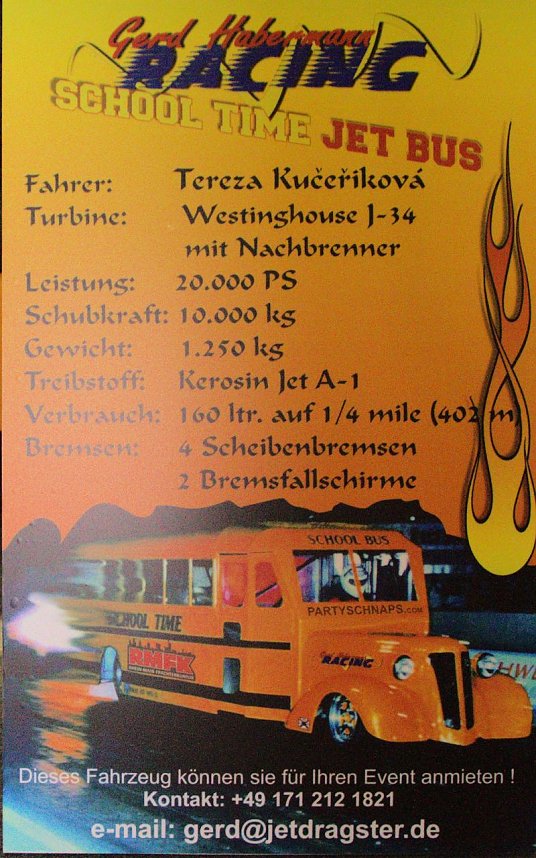 Gerd Habermann
RACING
SCHOOL TIME JET BUS
Fahrer: Tereza Kučeříková
Turbine: Westinghouse J-34
mit Nachbrenner
Leistung: 20.000 PS
Schubkraft: 10.000 kg
Gewicht: 1.250 kg
Treibstoff: Kerosin Jet A-1
Verbrauch: 160 ltr. auf 1/4 mile (402 m)
Bremsen: 4 Scheibenbremsen
2 Bremsfallschirme
SCHOOL BUS
PARTYSCHNAPS.COM
SCHOOL TIME
RMFK
RACING
Dieses Fahrzeug können sie für Ihren Event anmieten !
Kontakt: +49 171 212 1821
e-mail: gerd@jetdragster.de